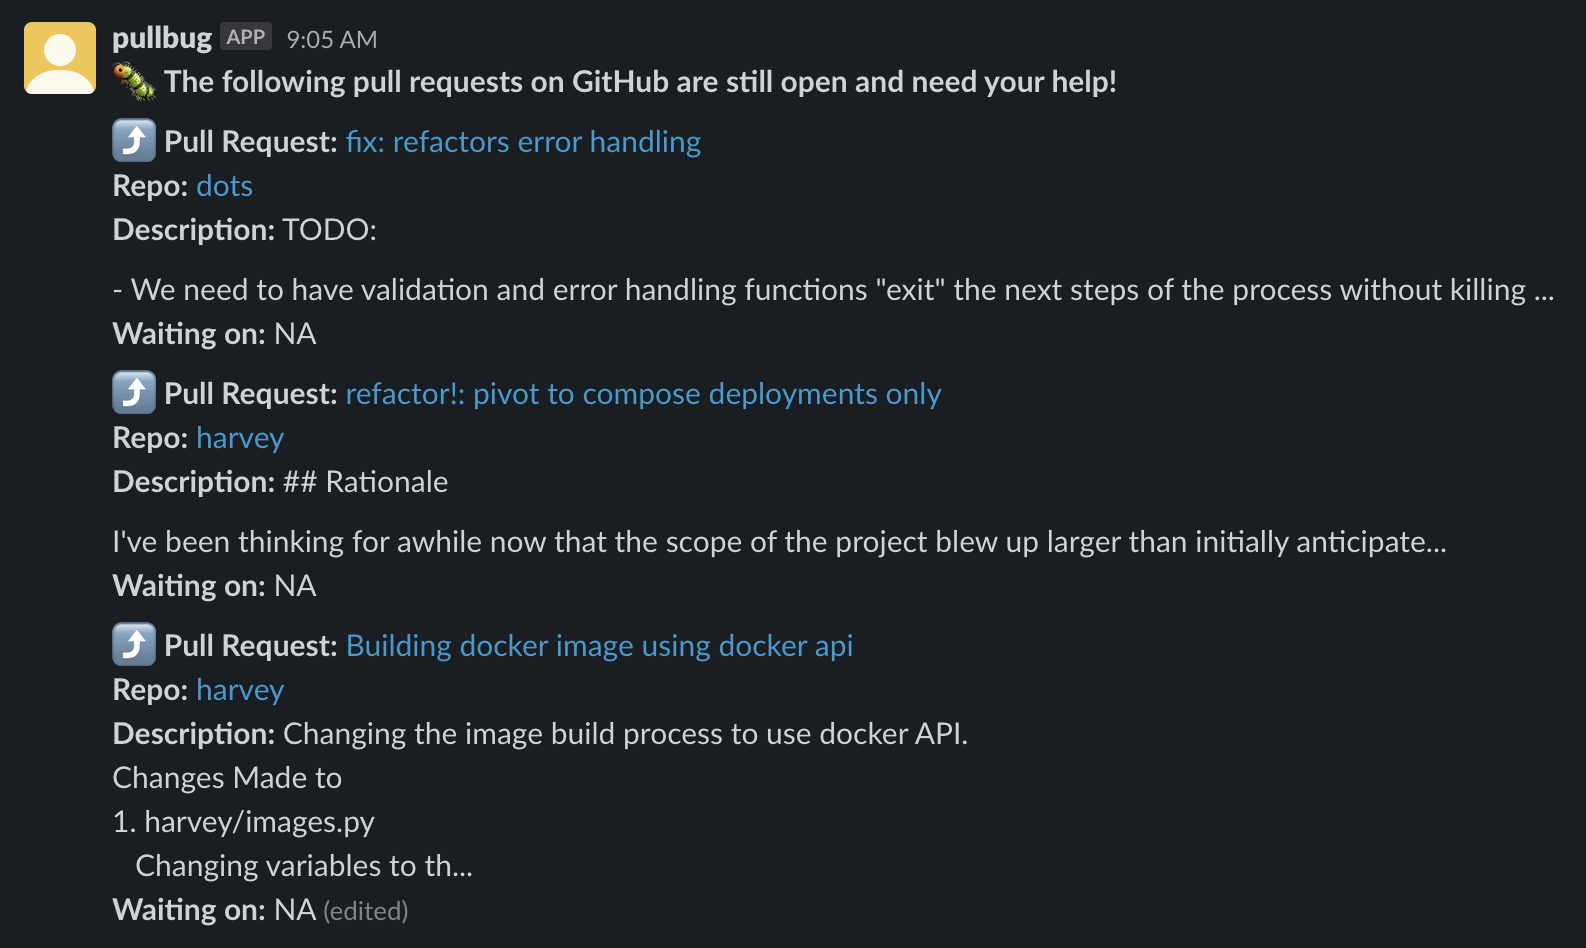 pullbug APP 9:05 AM
The following pull requests on GitHub are still open and need your help!
Pull Request: fix: refactors error handling
Repo: dots
Description: TODO:
- We need to have validation and error handling functions "exit" the next steps of the process without killing ...
Waiting on: NA
Pull Request: refactor!: pivot to compose deployments only
Repo: harvey
Description: ## Rationale
I've been thinking for awhile now that the scope of the project blew up larger than initially anticipate...
Waiting on: NA
Pull Request: Building docker image using docker api
Repo: harvey
Description: Changing the image build process to use docker API.
Changes Made to
1. harvey/images.py
Changing variables to th...
Waiting on: NA (edited)